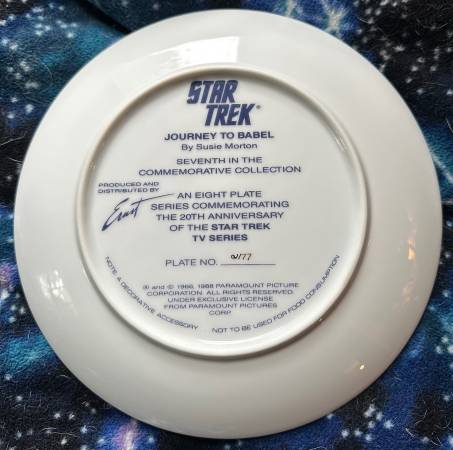 STAR
TREK®
JOURNEY TO BABEL
By Susie Morton
SEVENTH IN THE
COMMEMORATIVE COLLECTION
PRODUCED AND
DISTRIBUTED BY
Ernst
AN EIGHT PLATE
SERIES COMMEMORATING
THE 20TH ANNIVERSARY
OF THE STAR TREK
TV SERIES
PLATE NO.
® and © 1966, 1988 PARAMOUNT PICTURE
CORPORATION. ALL RIGHTS RESERVED.
UNDER EXCLUSIVE LICENSE
FROM PARAMOUNT PICTURES
CORP.
NOTE: A DECORATIVE ACCESSORY NOT TO BE USED FOR FOOD CONSUMPTION